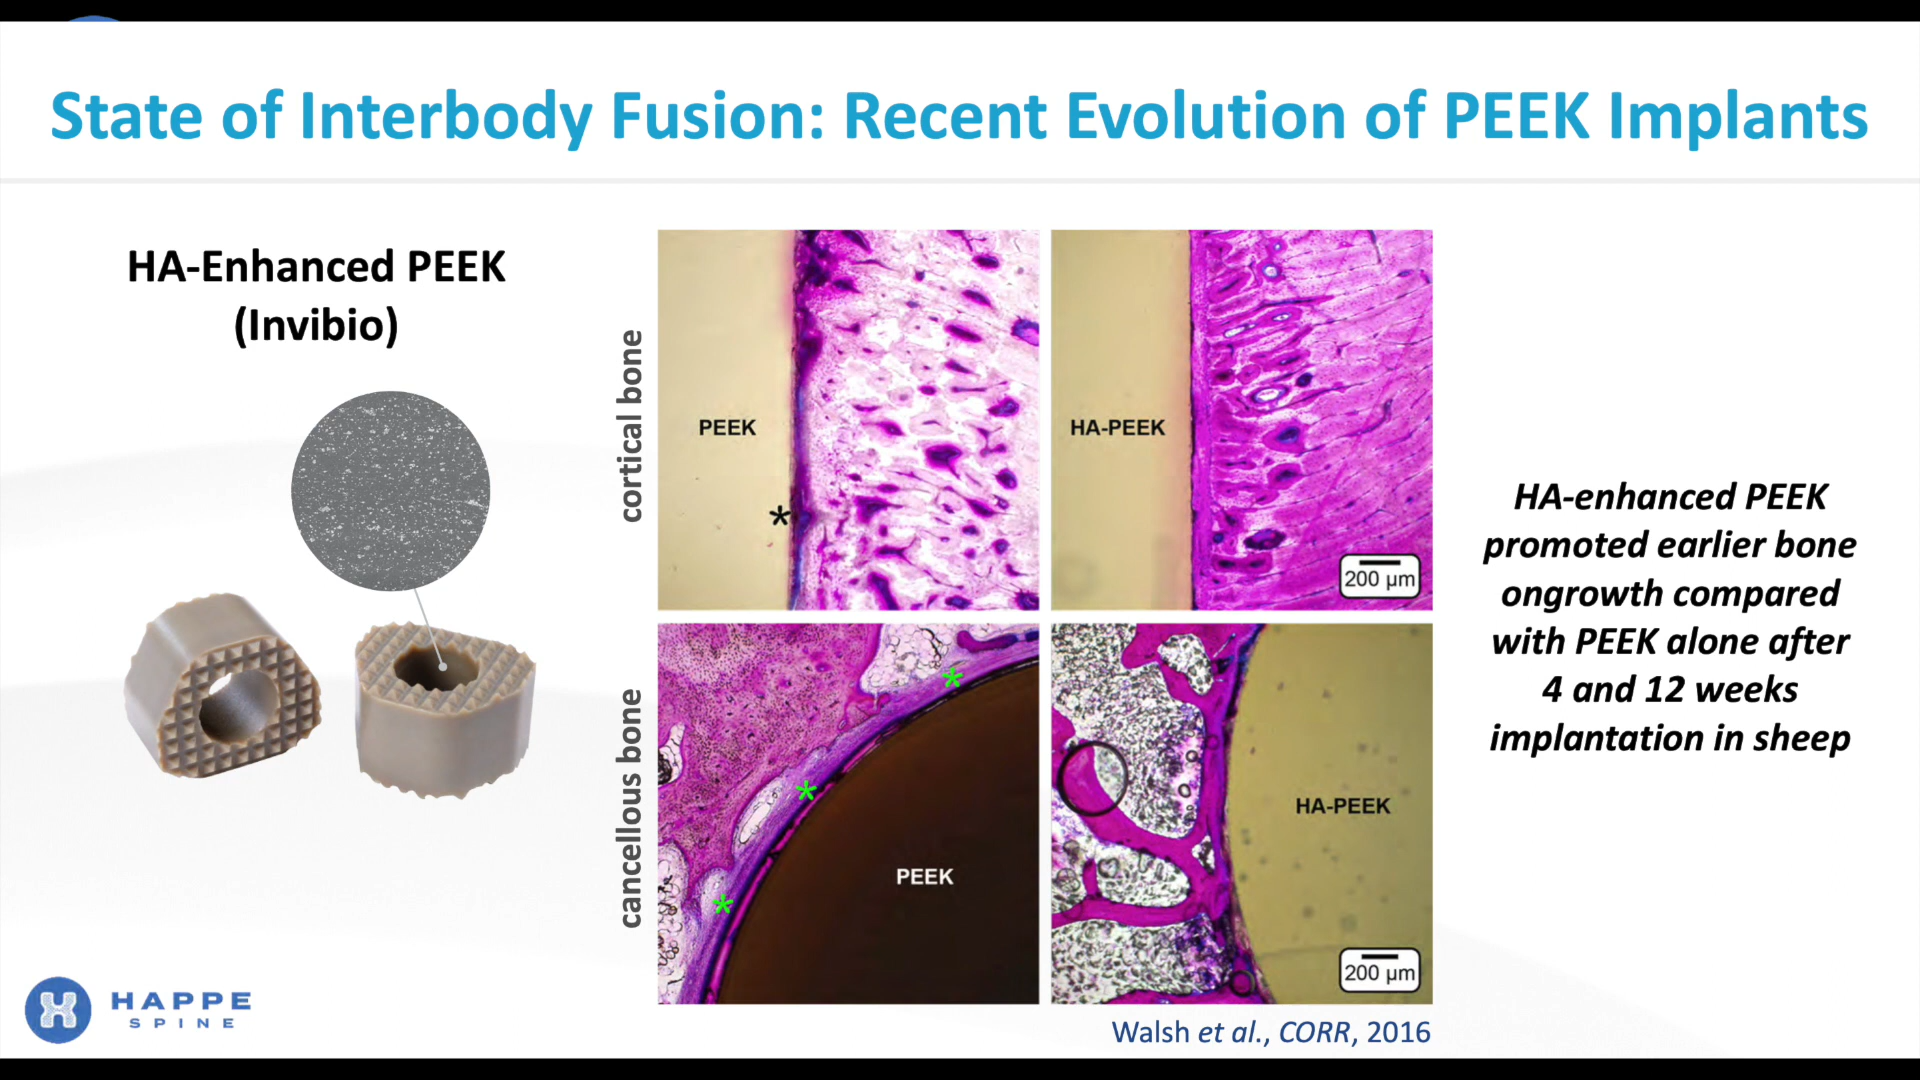 State of Interbody Fusion: Recent Evolution of PEEK Implants
HA-Enhanced PEEK
(Invibio)
cortical bone
PEEK
*
HA-PEEK
200 µm
cancellous bone
*
*
*
PEEK
HA-PEEK
200 µm
HA-enhanced PEEK
promoted earlier bone
ongrowth compared
with PEEK alone after
4 and 12 weeks
implantation in sheep
HAPPE
SPINE
Walsh et al., CORR, 2016